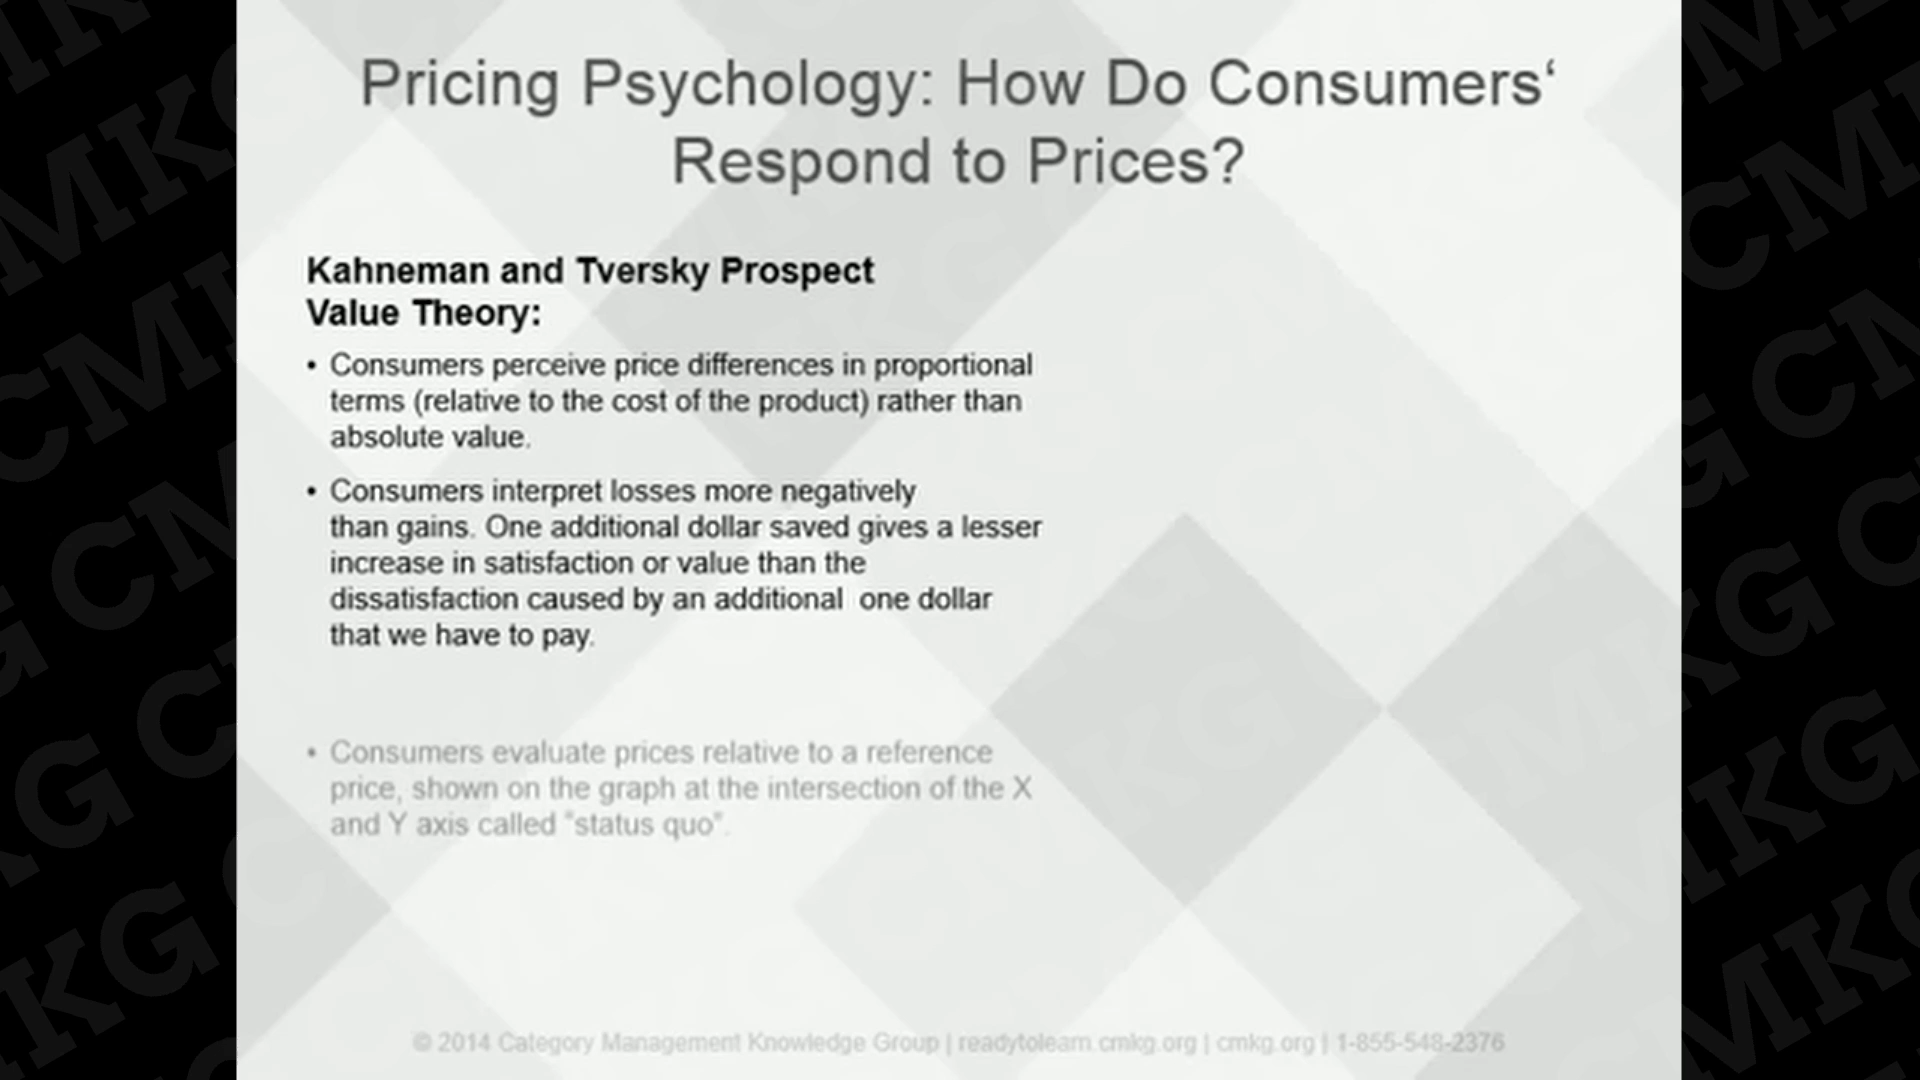 Pricing Psychology: How Do Consumers‘
Respond to Prices?
Kahneman and Tversky Prospect
Value Theory:
• Consumers perceive price differences in proportional
terms (relative to the cost of the product) rather than
absolute value.
• Consumers interpret losses more negatively
than gains. One additional dollar saved gives a lesser
increase in satisfaction or value than the
dissatisfaction caused by an additional one dollar
that we have to pay.
• Consumers evaluate prices relative to a reference
price, shown on the graph at the intersection of the X
and Y axis called "status quo".
© 2014 Category Management Knowledge Group | readytolearn.cmkg.org | cmkg.org | 1-855-548-2376